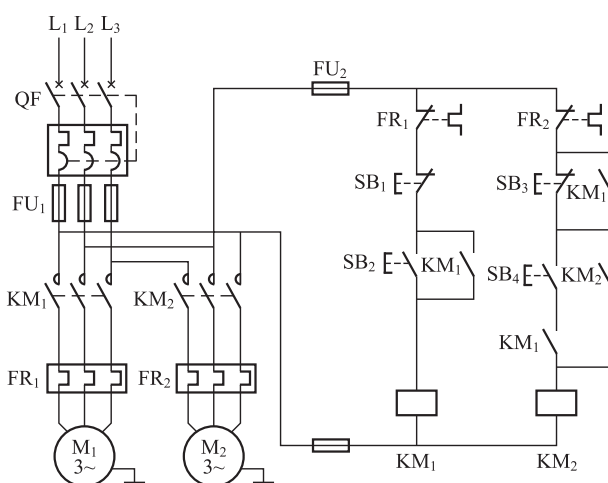 L1 L2 L3
QF
FU1
KM1
KM2
FR1
FR2
M1
3~
M2
3~
FU2
FR1
FR2
SB1
SB3
KM1
SB2
KM1
SB4
KM2
KM1
KM1
KM2